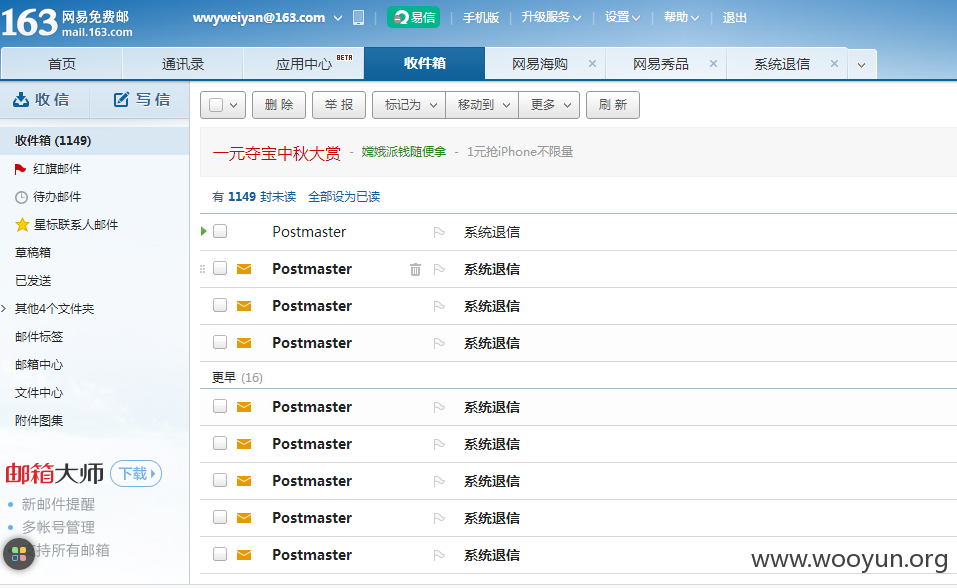 163 网易免费邮 mail.163.com
wwyweiyan@163.com 易信 | 手机版 | 升级服务 | 设置 | 帮助 | 退出
首页 通讯录 应用中心 BETA 收件箱 网易海购 × 网易秀品 × 系统退信 ×
收信 写信
删除 举报 标记为 移动到 更多 刷新
收件箱 (1149)
红旗邮件
待办邮件
星标联系人邮件
草稿箱
已发送
其他4个文件夹
邮件标签
邮箱中心
文件中心
附件图集
邮箱大师 下载
新邮件提醒
多帐号管理
持所有邮箱
一元夺宝中秋大赏 - 嫦娥派钱随便拿 - 1元抢iPhone不限量
有 1149 封未读 全部设为已读
Postmaster 系统退信
Postmaster 系统退信
Postmaster 系统退信
Postmaster 系统退信
更早 (16)
Postmaster 系统退信
Postmaster 系统退信
Postmaster 系统退信
Postmaster 系统退信
Postmaster 系统退信
www.wooyun.org